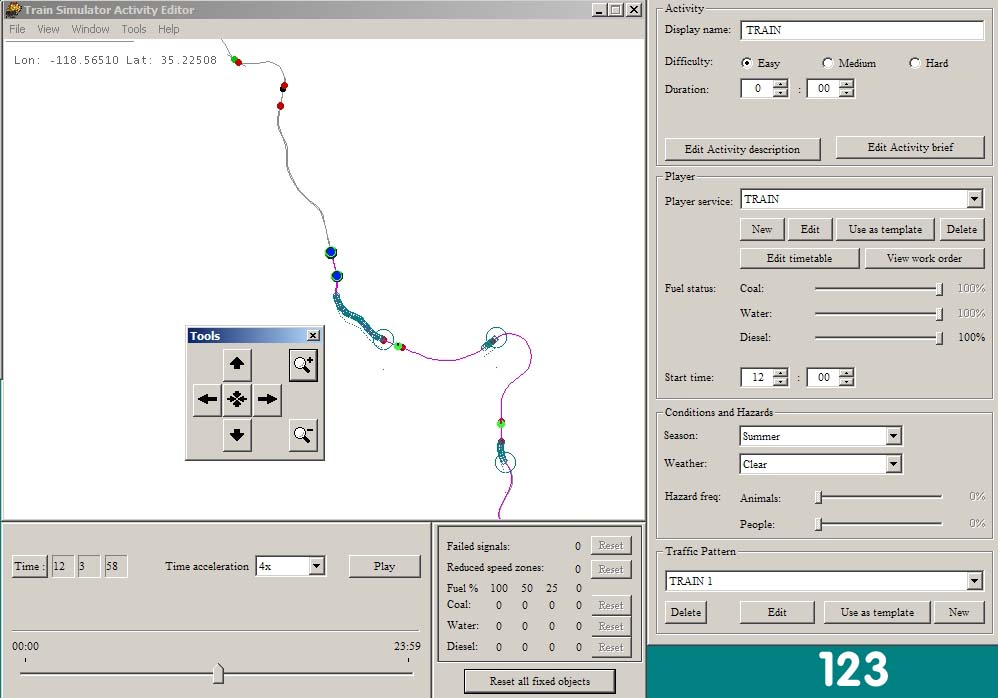 Train Simulator Activity Editor
File View Window Tools Help
Lon: -118.56510 Lat: 35.22508
Tools
Time : 12 3 58
Time acceleration 4x
Play
00:00 23:59
Failed signals: 0 Reset
Reduced speed zones: 0 Reset
Fuel % 100 50 25 0
Coal: 0 0 0 0 Reset
Water: 0 0 0 0 Reset
Diesel: 0 0 0 0 Reset
Reset all fixed objects
Activity
Display name: TRAIN
Difficulty: Easy Medium Hard
Duration: 0 : 00
Edit Activity description Edit Activity brief
Player
Player service: TRAIN
New Edit Use as template Delete
Edit timetable View work order
Fuel status: Coal: 100%
Water: 100%
Diesel: 100%
Start time: 12 : 00
Conditions and Hazards
Season: Summer
Weather: Clear
Hazard freq: Animals: 0%
People: 0%
Traffic Pattern
TRAIN 1
Delete Edit Use as template New
123